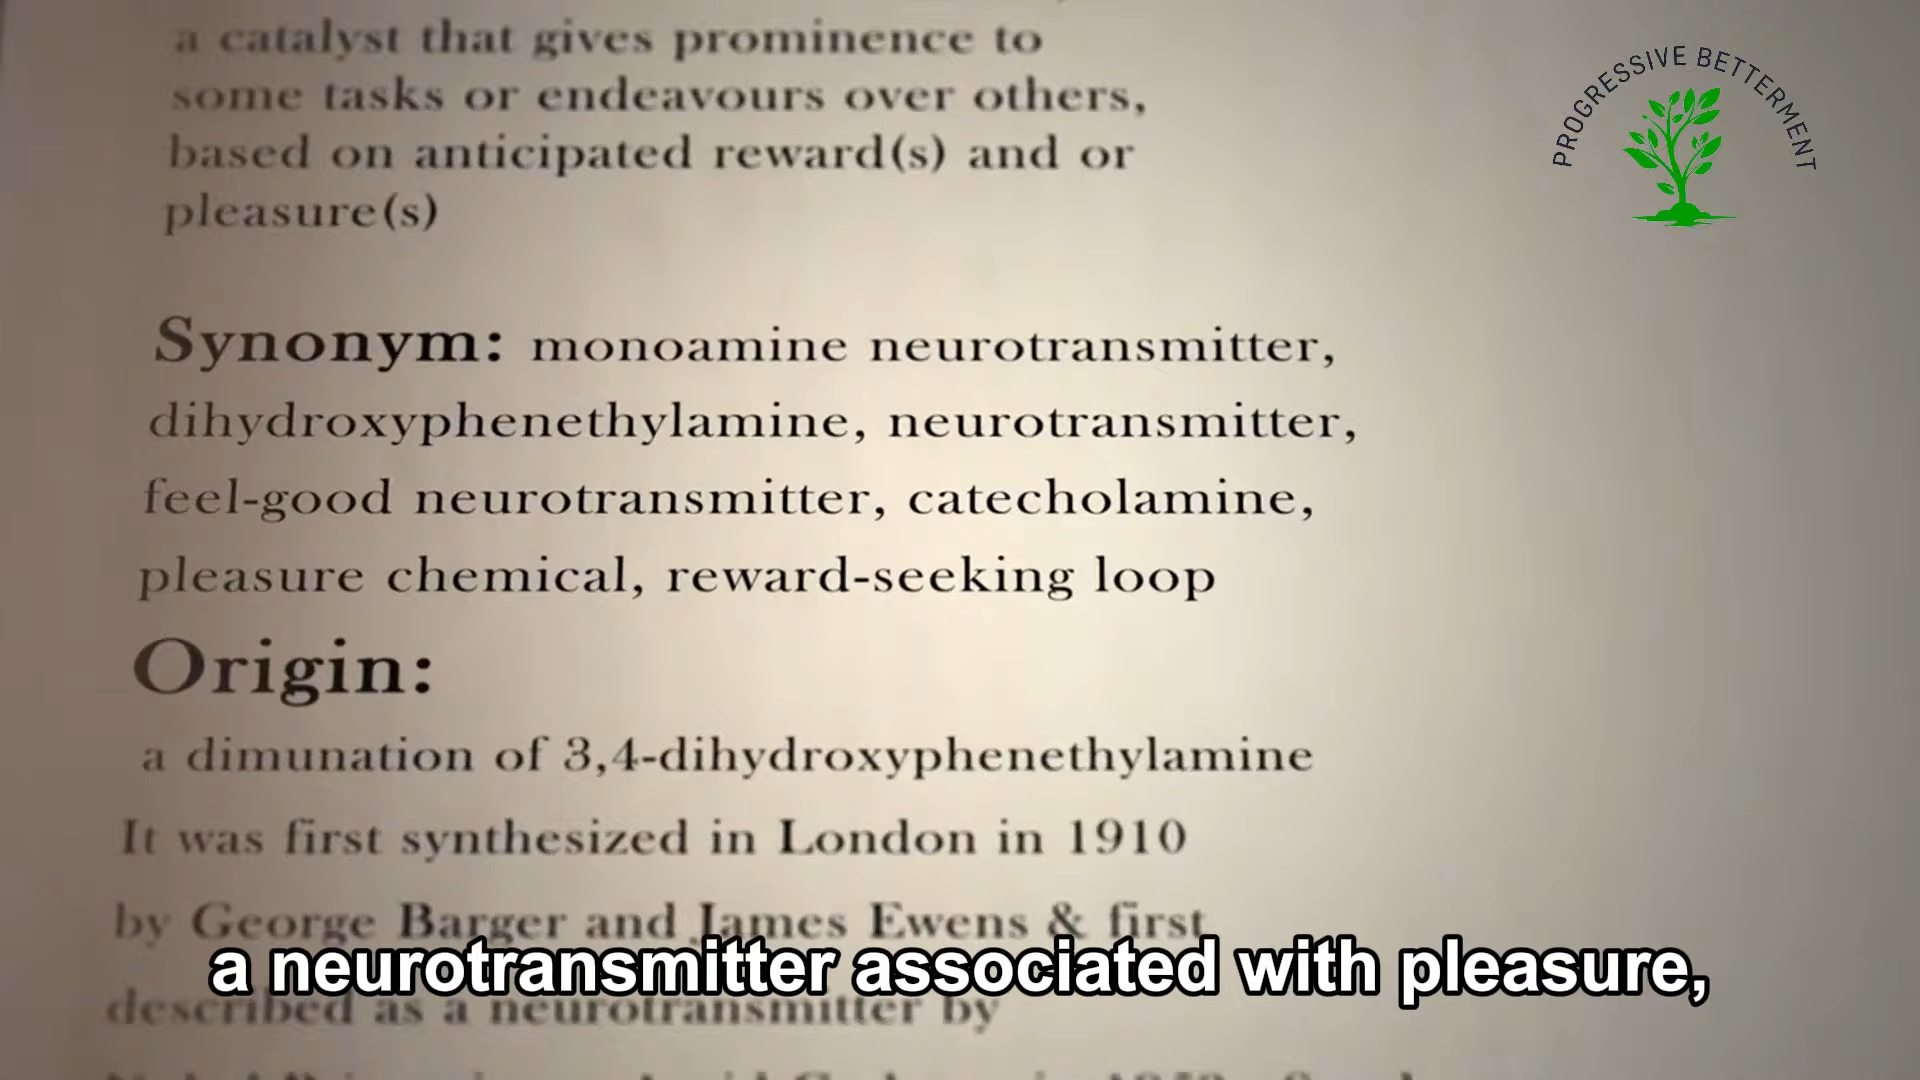 a catalyst that gives prominence to
some tasks or endeavours over others,
based on anticipated reward(s) and or
pleasure(s)
PROGRESSIVE BETTERMENT
Synonym: monoamine neurotransmitter,
dihydroxyphenethylamine, neurotransmitter,
feel-good neurotransmitter, catecholamine,
pleasure chemical, reward-seeking loop
Origin:
a dimunation of 3,4-dihydroxyphenethylamine
It was first synthesized in London in 1910
by George Barger and James Ewens & first
a neurotransmitter associated with pleasure,
described as a neurotransmitter by